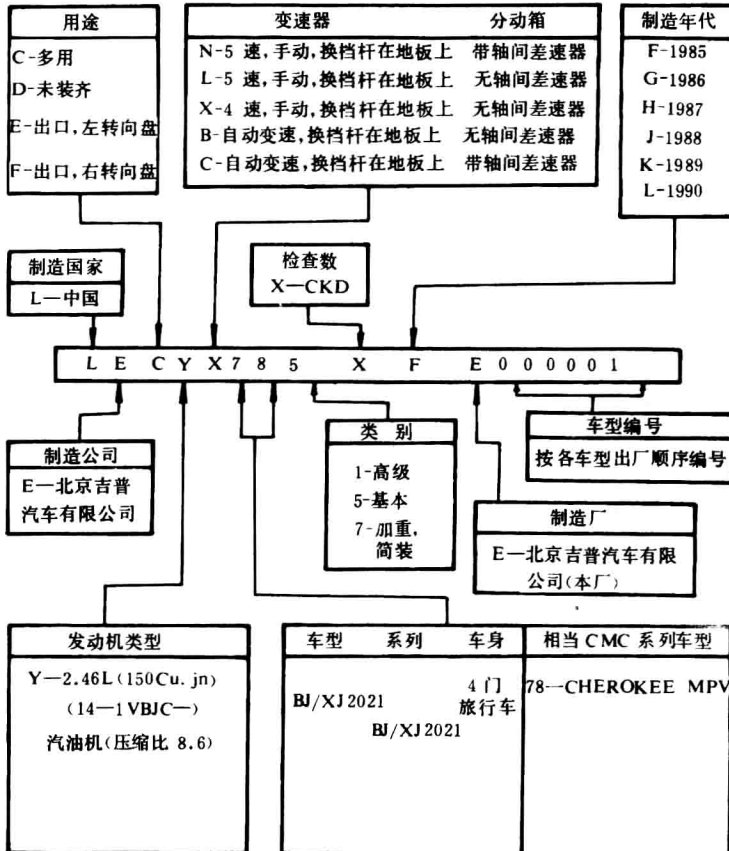 用途
C-多用
D-未装齐
E-出口,左转向盘
F-出口,右转向盘
变速器 分动箱
N-5 速,手动,换档杆在地板上 带轴间差速器
L-5 速,手动,换档杆在地板上 无轴间差速器
X-4 速,手动,换档杆在地板上 无轴间差速器
B-自动变速,换档杆在地板上 无轴间差速器
C-自动变速,换档杆在地板上 带轴间差速器
制造年代
F-1985
G-1986
H-1987
J-1988
K-1989
L-1990
制造国家
L—中国
检查数
X—CKD
L E C Y X 7 8 5 X F E 0 0 0 0 0 1
制造公司
E—北京吉普
汽车有限公司
类 别
1-高级
5-基本
7-加重,
简装
车型编号
按各车型出厂顺序编号
制造厂
E—北京吉普汽车有限
公司(本厂)
发动机类型
Y—2.46L(150Cu. jn)
(14—1 VBJC—)
汽油机(压缩比 8.6)
车型 系列 车身
BJ/XJ2021
4 门
旅行车
BJ/XJ2021
相当 CMC 系列车型
78—CHEROKEE MPV